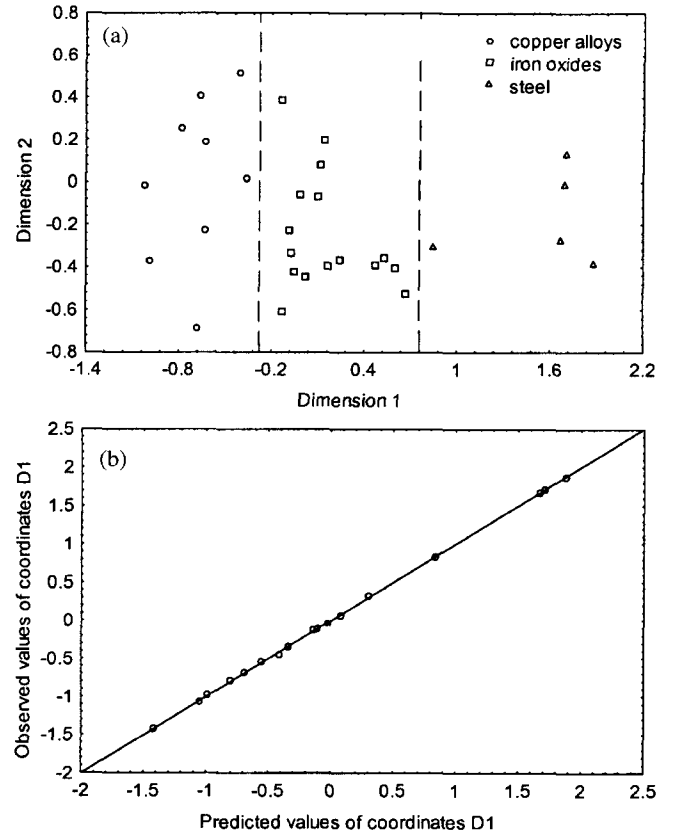 (a)
copper alloys
iron oxides
steel
0.8
0.4
0.2
0
-0.2
-0.4
-0.6
-0.8
Dimension 2
-1.4 -0.8 -0.2 0.4 1 1.6 2.2
Dimension 1
(b)
2.5
2
1.5
1
0.5
0
-0.5
-1
-1.5
-2
Observed values of coordinates D1
-2 -1.5 -1 -0.5 0 0.5 1 1.5 2 2.5
Predicted values of coordinates D1